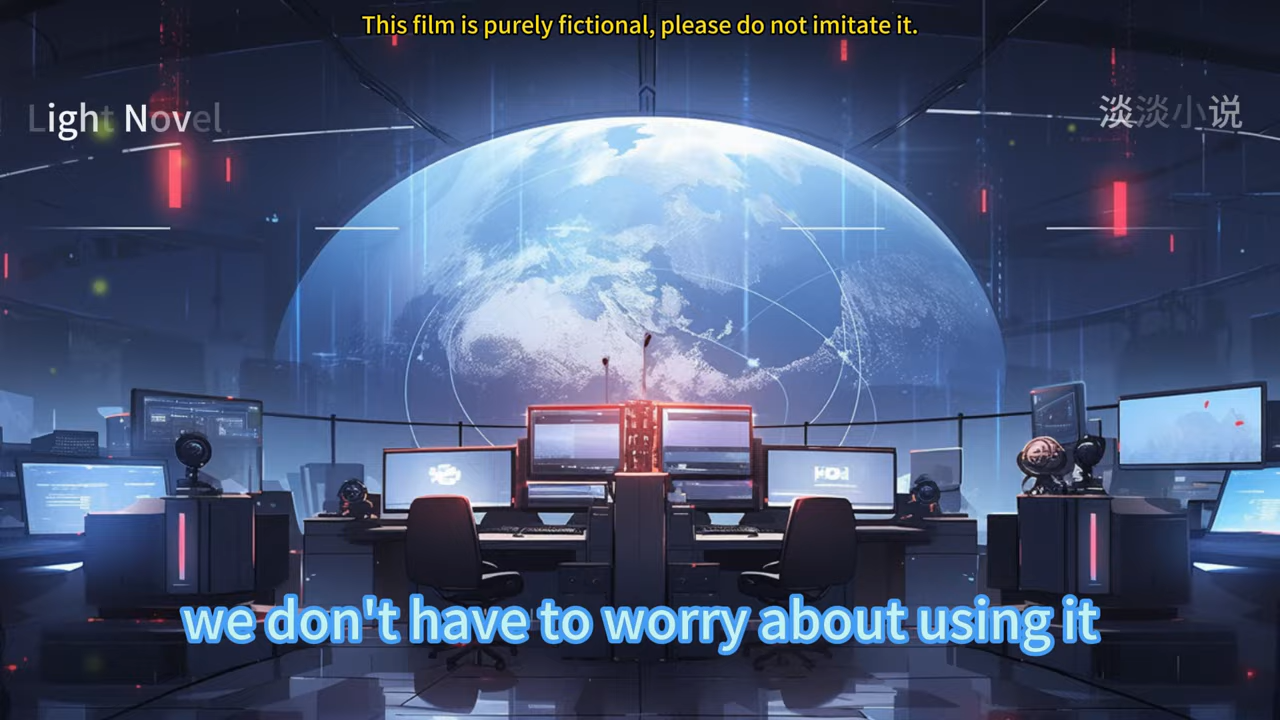 This film is purely fictional, please do not imitate it.
Light Novel
淡淡小说
we don't have to worry about using it